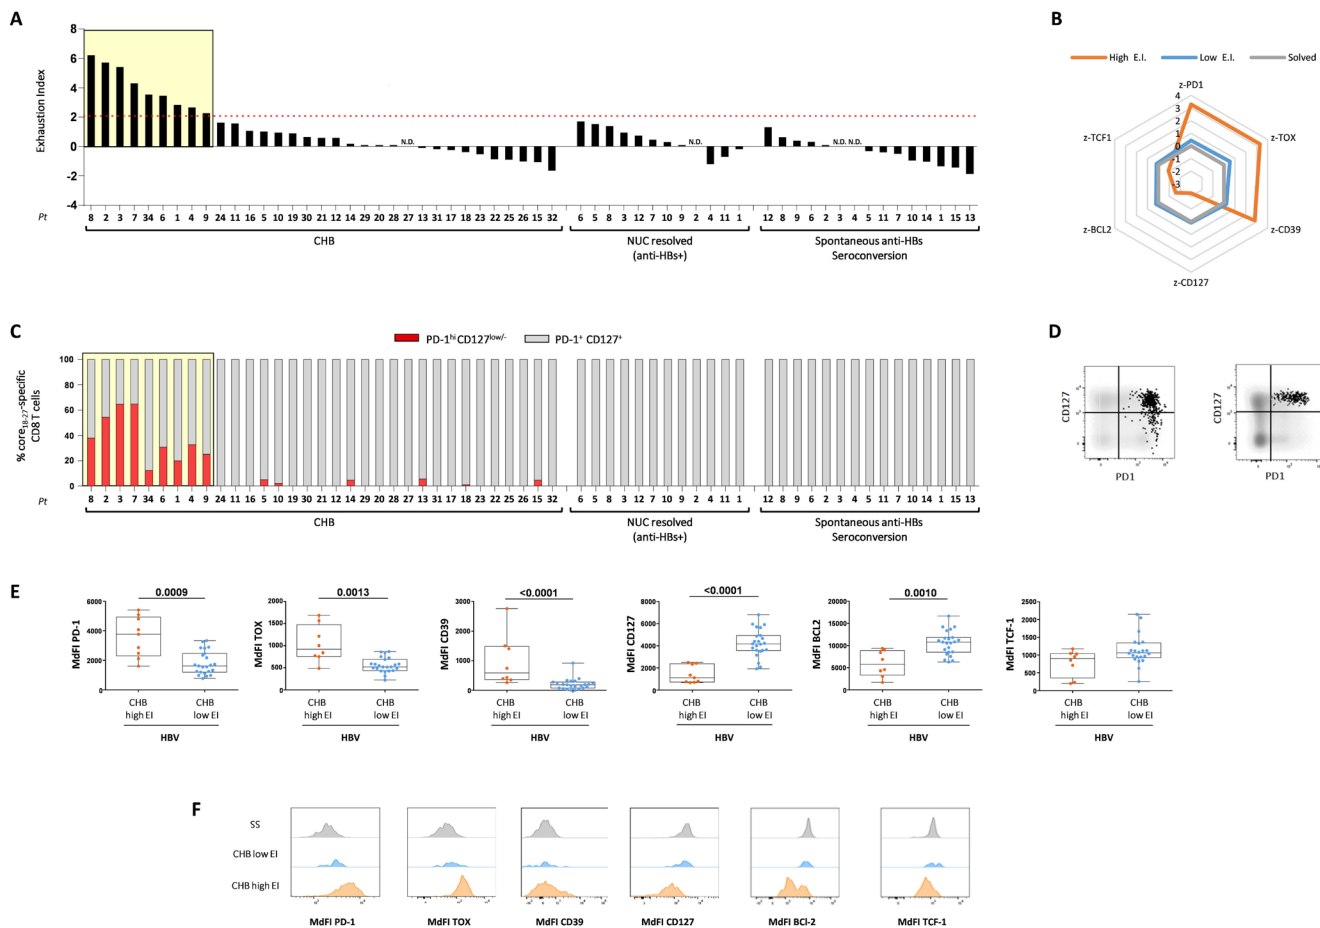 A
Exhaustion Index
8
6
4
2
0
-2
-4
N.D.
N.D.
N.D. N.D.
Pt
8 2 3 7 34 6 1 4 9 24 11 16 5 10 19 30 21 12 14 29 20 28 27 13 31 17 18 23 22 25 15 32
6 5 8 3 12 7 10 9 2 4 11 1
12 8 9 6 2 3 4 5 11 7 10 14 1 15 13
CHB
NUC resolved
(anti-HBs+)
Spontaneous anti-HBs
Seroconversion
B
High E.I.
Low E.I.
Solved
z-PD1
z-TOX
z-CD39
z-CD127
z-BCL2
z-TCF1
4
3
2
1
0
-1
-2
-3
C
PD-1hiCD127low/-
PD-1+ CD127+
% core18-27-specific
CD8 T cells
100
80
60
40
20
0
Pt
8 2 3 7 34 6 1 4 9 24 11 16 5 10 19 30 21 12 14 29 20 28 27 13 31 17 18 23 22 25 15 32
6 5 8 3 12 7 10 9 2 4 11 1
12 8 9 6 2 3 4 5 11 7 10 14 1 15 13
CHB
NUC resolved
(anti-HBs+)
Spontaneous anti-HBs
Seroconversion
D
CD127
PD1
CD127
PD1
E
MdFI PD-1
6000
4000
2000
0
0.0009
CHB
high EI
CHB
low EI
HBV
MdFI TOX
2000
1500
1000
500
0
0.0013
CHB
high EI
CHB
low EI
HBV
MdFI CD39
3000
2000
1000
0
<0.0001
CHB
high EI
CHB
low EI
HBV
MdFI CD127
8000
6000
4000
2000
0
<0.0001
CHB
high EI
CHB
low EI
HBV
MdFI BCL2
20000
15000
10000
5000
0
0.0010
CHB
high EI
CHB
low EI
HBV
MdFI TCF-1
2500
2000
1500
1000
500
0
CHB
high EI
CHB
low EI
HBV
F
SS
CHB low EI
CHB high EI
MdFI PD-1
MdFI TOX
MdFI CD39
MdFI CD127
MdFI BCl-2
MdFI TCF-1